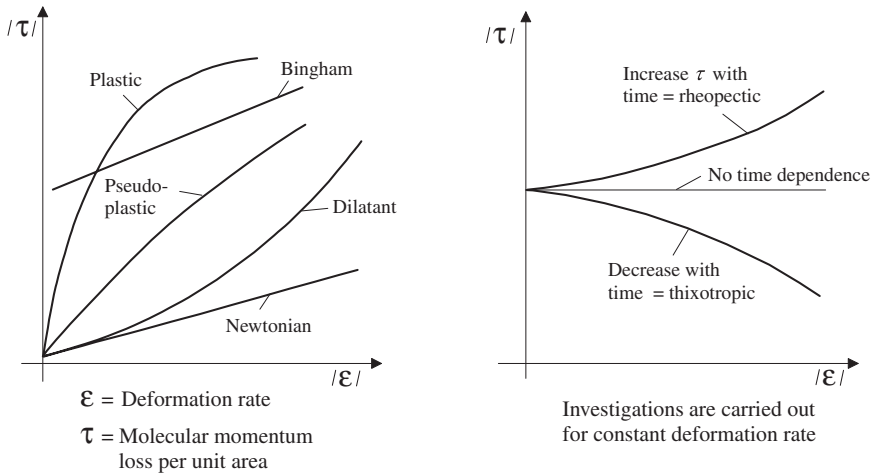 /τ/
Plastic
Bingham
Pseudo-
plastic
Dilatant
Newtonian
/ε/
ε = Deformation rate
τ = Molecular momentum
loss per unit area
/τ/
Increase τ with
time = rheopectic
No time dependence
Decrease with
time = thixotropic
/ε/
Investigations are carried out
for constant deformation rate